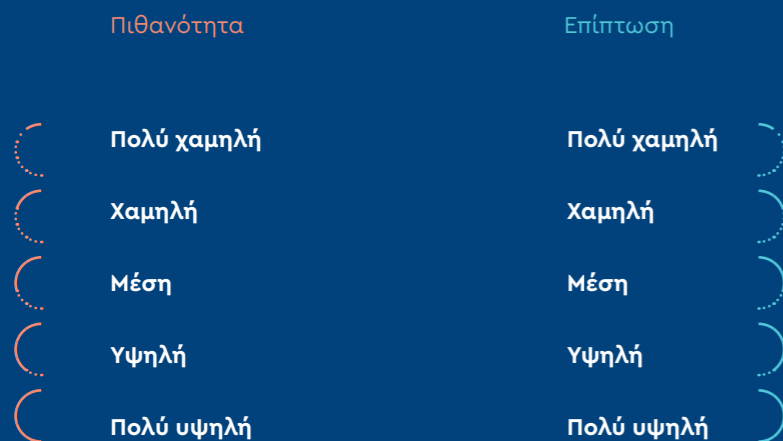 Πιθανότητα Επίπτωση
Πολύ χαμηλή Πολύ χαμηλή
Χαμηλή Χαμηλή
Μέση Μέση
Υψηλή Υψηλή
Πολύ υψηλή Πολύ υψηλή